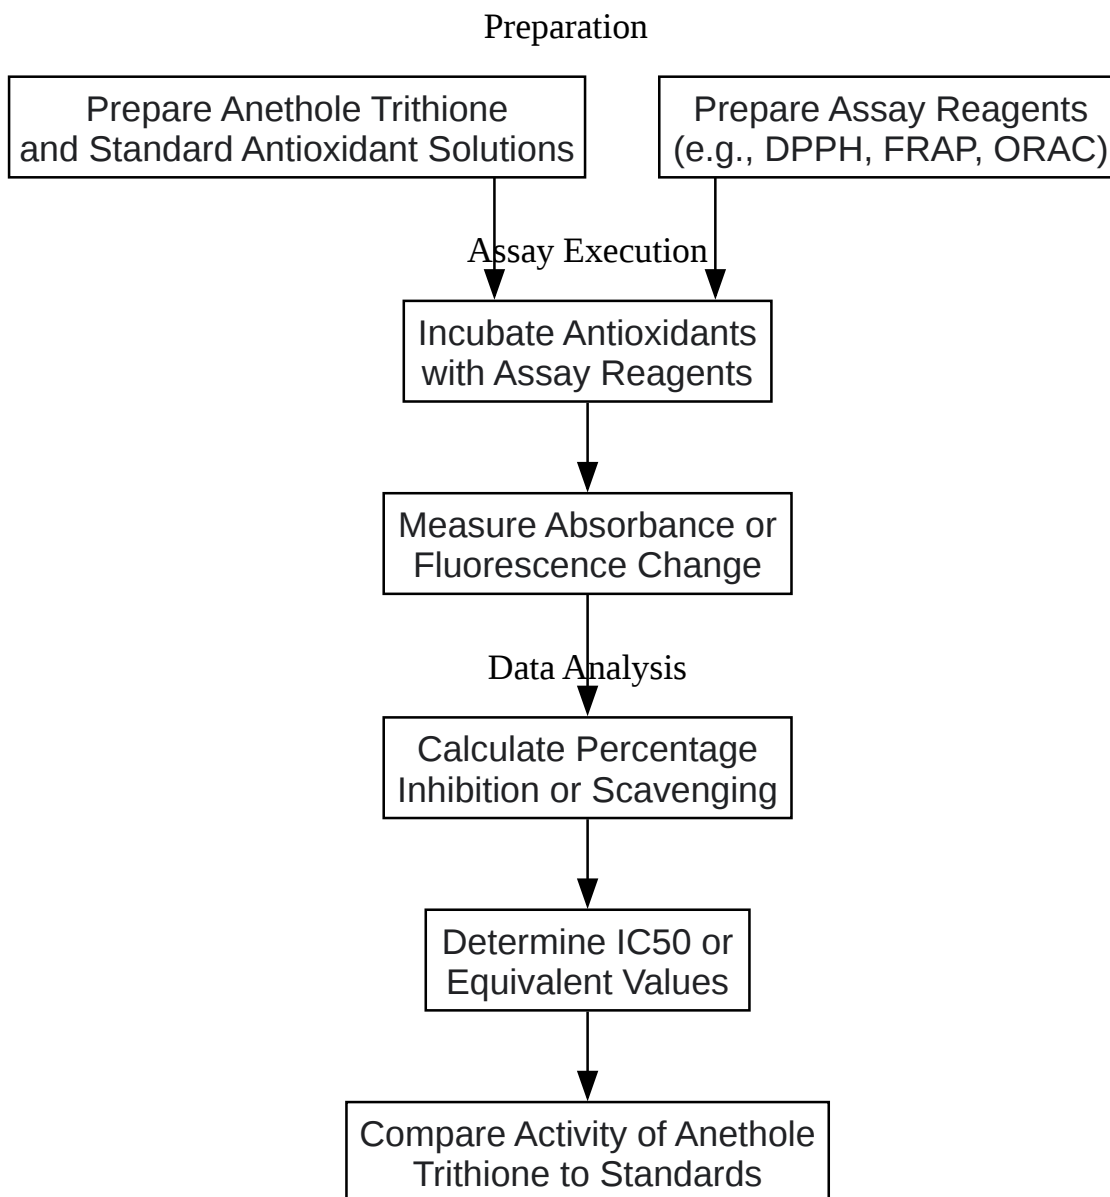 Preparation
Prepare Anethole Trithione
and Standard Antioxidant Solutions
Prepare Assay Reagents
(e.g., DPPH, FRAP, ORAC)
Assay Execution
Incubate Antioxidants
with Assay Reagents
Measure Absorbance or
Fluorescence Change
Data Analysis
Calculate Percentage
Inhibition or Scavenging
Determine IC50 or
Equivalent Values
Compare Activity of Anethole
Trithione to Standards